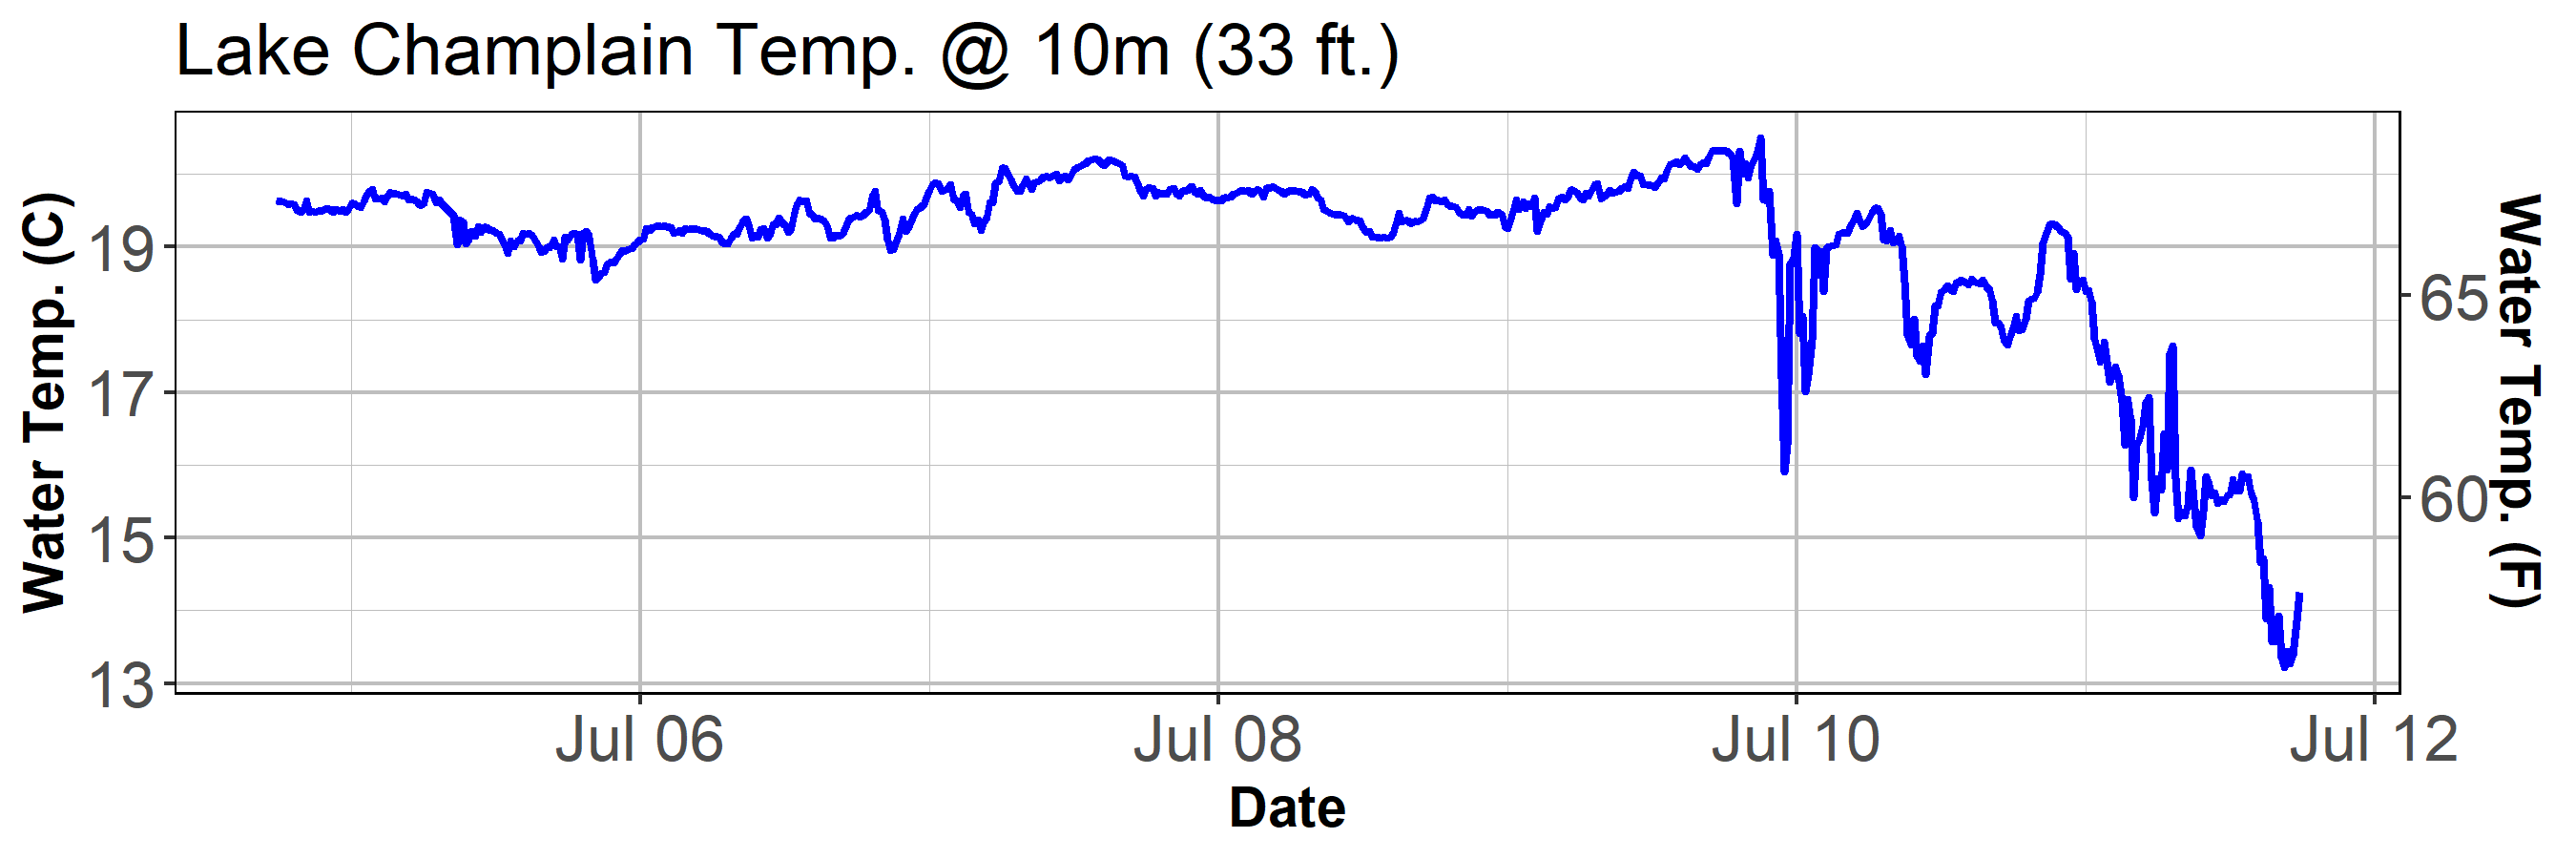 Lake Champlain Temp. @ 10m (33 ft.)
Water Temp. (C)
19
17
15
13
65
60
Water Temp. (F)
Jul 06
Jul 08
Jul 10
Jul 12
Date